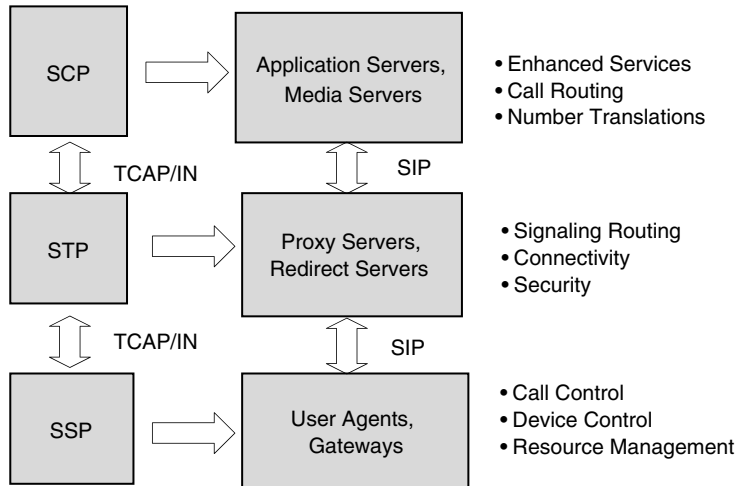 SCP
Application Servers,
Media Servers
• Enhanced Services
• Call Routing
• Number Translations
TCAP/IN
SIP
STP
Proxy Servers,
Redirect Servers
• Signaling Routing
• Connectivity
• Security
TCAP/IN
SIP
SSP
User Agents,
Gateways
• Call Control
• Device Control
• Resource Management